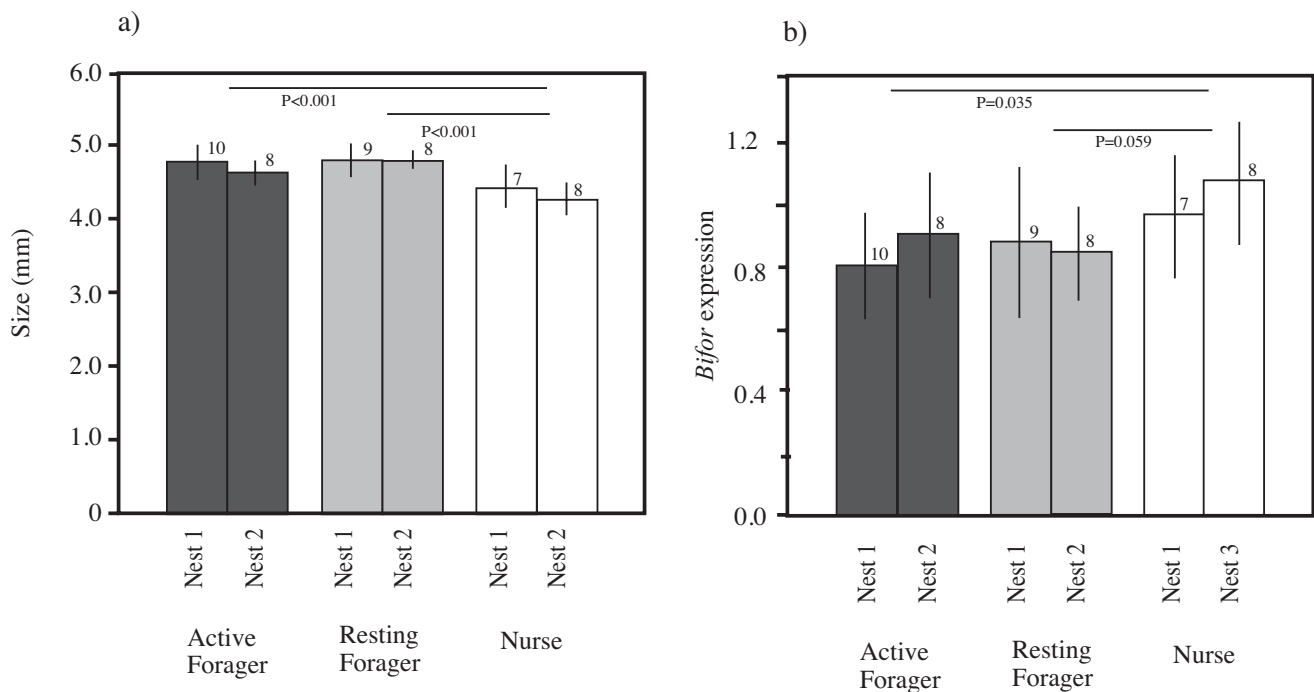 a)
6.0
5.0
4.0
3.0
2.0
1.0
0
Size (mm)
P<0.001
P<0.001
10
8
9
8
7
8
Nest 1
Nest 2
Nest 1
Nest 2
Nest 1
Nest 2
Active
Forager
Resting
Forager
Nurse
b)
1.2
0.8
0.4
0.0
Bifor expression
P=0.035
P=0.059
10
8
9
8
7
8
Nest 1
Nest 2
Nest 1
Nest 2
Nest 1
Nest 3
Active
Forager
Resting
Forager
Nurse